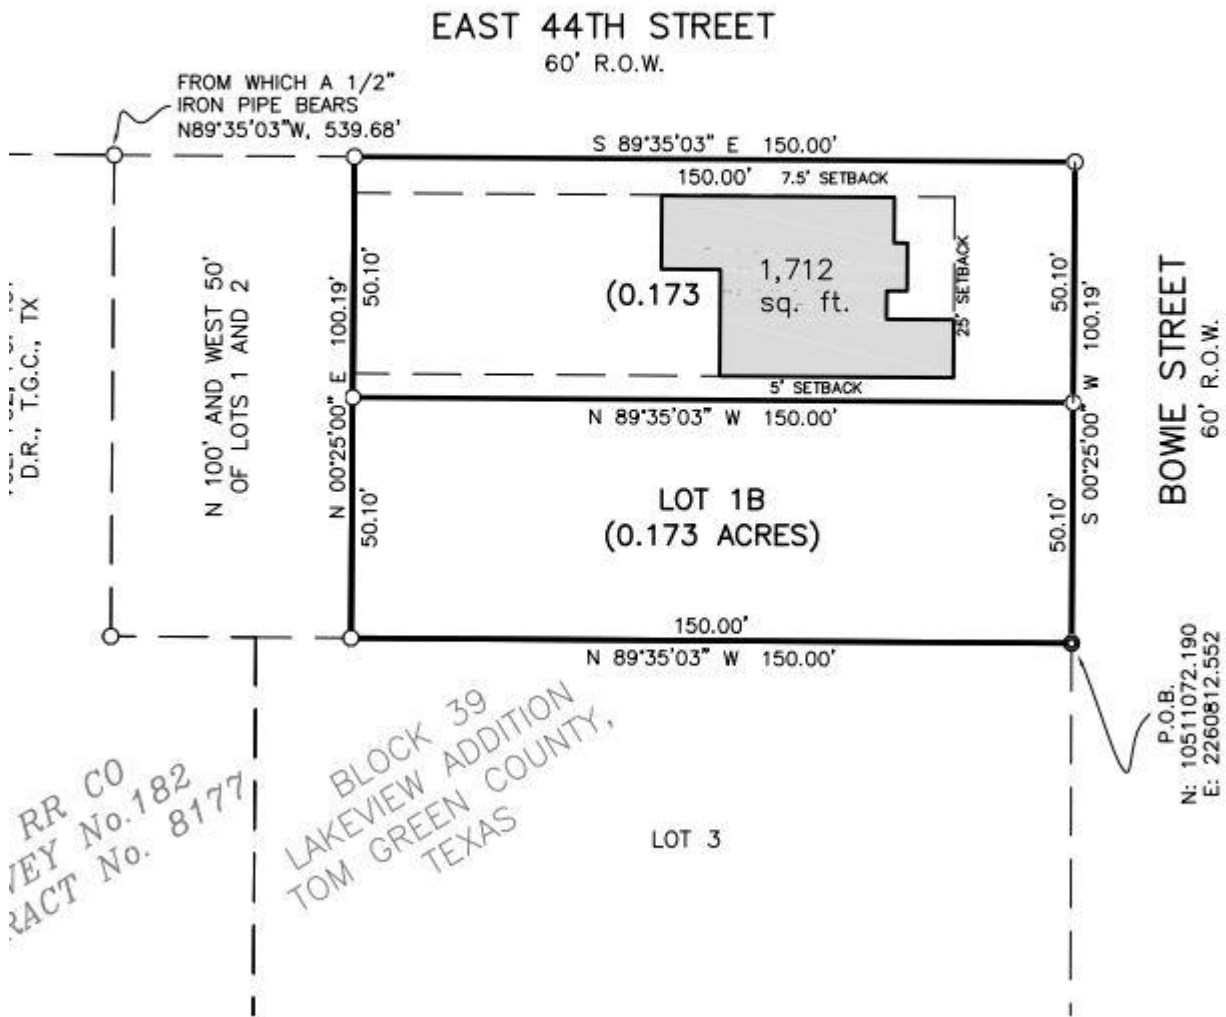 EAST 44TH STREET
60' R.O.W.
FROM WHICH A 1/2"
IRON PIPE BEARS
N89°35'03"W, 539.68'
S 89°35'03" E 150.00'
150.00' 7.5' SETBACK
1,712
sq. ft.
(0.173
25' SETBACK
5' SETBACK
50.10'
N 00°25'00" E 100.19'
50.10'
50.10'
S 00°25'00" W 100.19'
50.10'
N 89°35'03" W 150.00'
LOT 1B
(0.173 ACRES)
150.00'
N 89°35'03" W 150.00'
BOWIE STREET
60' R.O.W.
D.R., T.G.C., TX
N 100' AND WEST 50'
OF LOTS 1 AND 2
P.O.B.
N: 10511072.190
E: 2260812.552
RR CO
VEY No.182
RACT No. 8177
BLOCK 39
LAKEVIEW ADDITION
TOM GREEN COUNTY,
TEXAS
LOT 3